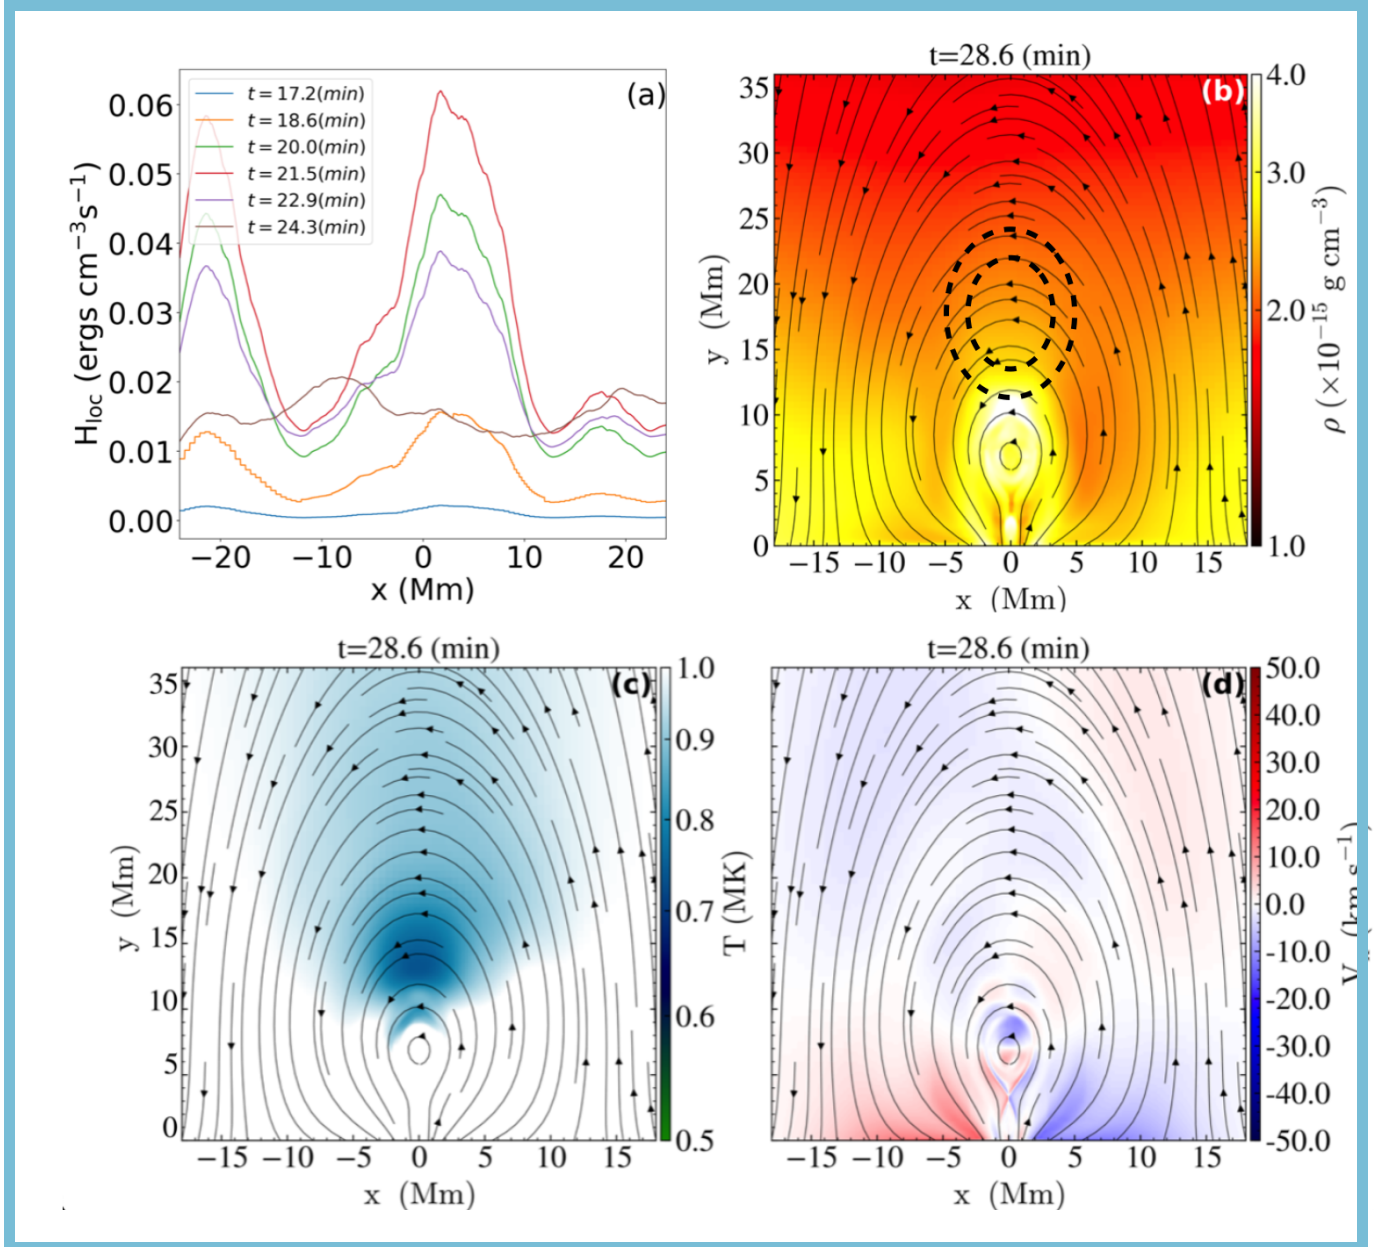 (a)
t = 17.2(min)
t = 18.6(min)
t = 20.0(min)
t = 21.5(min)
t = 22.9(min)
t = 24.3(min)
0.06
0.05
0.04
0.03
0.02
0.01
0.00
H_loc (ergs cm⁻³s⁻¹)
−20 −10 0 10 20
x (Mm)
t=28.6 (min)
(b)
35
30
25
20
15
10
5
0
y (Mm)
−15 −10 −5 0 5 10 15
x (Mm)
4.0
3.0
2.0
1.0
ρ (×10⁻¹⁵ g cm⁻³)
t=28.6 (min)
(c)
35
30
25
20
15
10
5
0
y (Mm)
−15 −10 −5 0 5 10 15
x (Mm)
1.0
0.9
0.8
0.7
0.6
0.5
T (MK)
t=28.6 (min)
(d)
−15 −10 −5 0 5 10 15
x (Mm)
50.0
40.0
30.0
20.0
10.0
0.0
-10.0
-20.0
-30.0
-40.0
-50.0
(km s⁻¹)